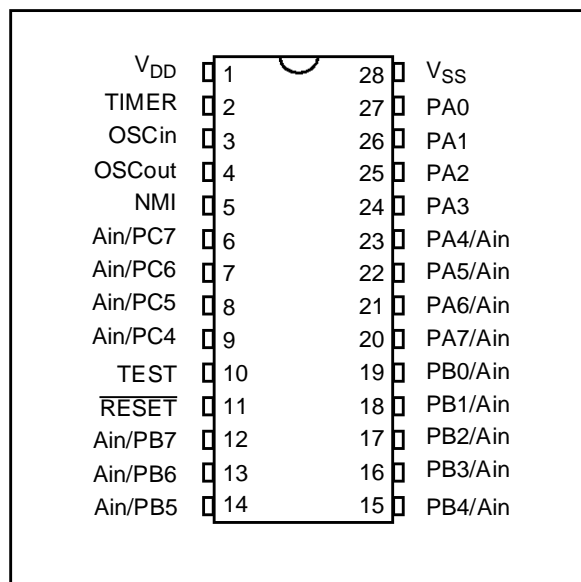 VDD 1 28 VSS
TIMER 2 27 PA0
OSCin 3 26 PA1
OSCout 4 25 PA2
NMI 5 24 PA3
Ain/PC7 6 23 PA4/Ain
Ain/PC6 7 22 PA5/Ain
Ain/PC5 8 21 PA6/Ain
Ain/PC4 9 20 PA7/Ain
TEST 10 19 PB0/Ain
RESET 11 18 PB1/Ain
Ain/PB7 12 17 PB2/Ain
Ain/PB6 13 16 PB3/Ain
Ain/PB5 14 15 PB4/Ain